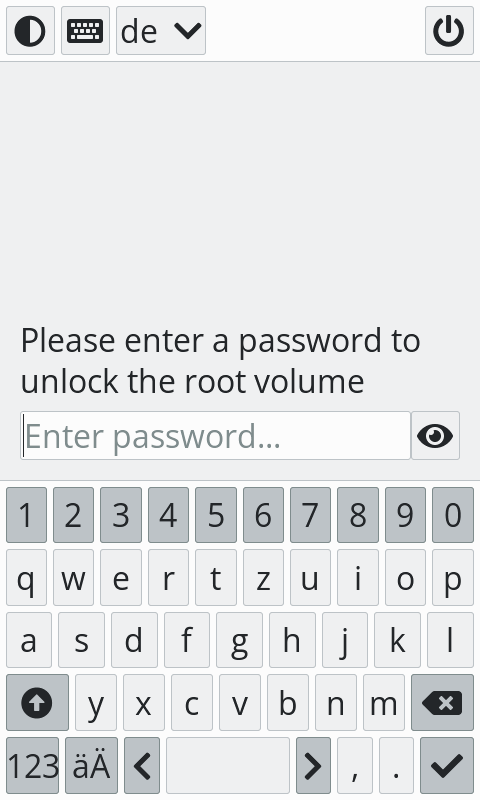 de
Please enter a password to
unlock the root volume
Enter password...
1 2 3 4 5 6 7 8 9 0
q w e r t z u i o p
a s d f g h j k l
y x c v b n m
123 äÄ , .